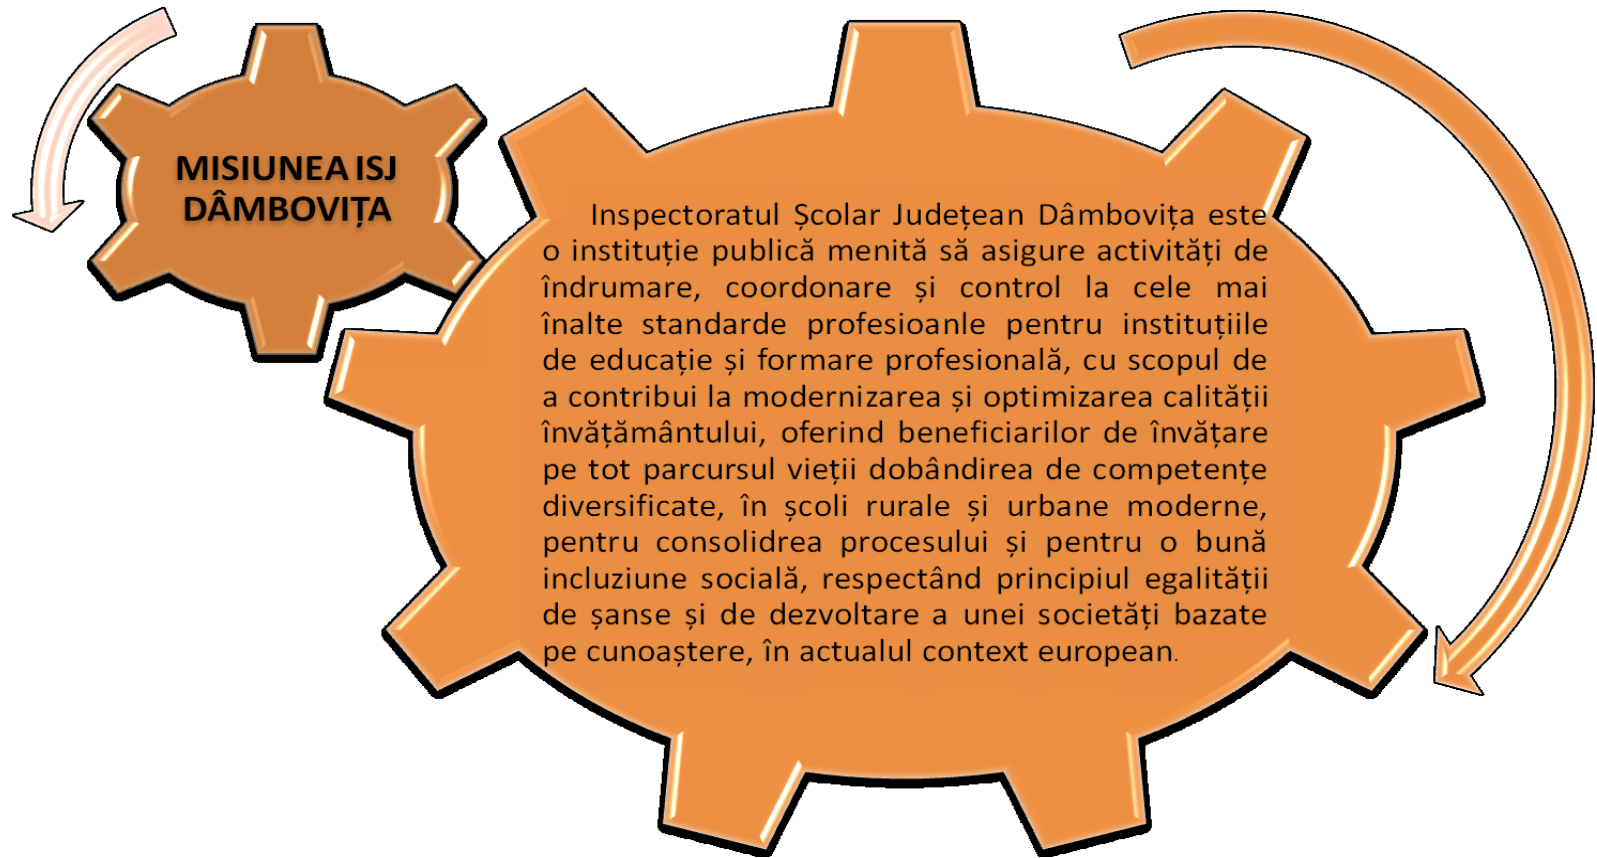 MISIUNEA ISJ
DÂMBOVIȚA
Inspectoratul Școlar Județean Dâmbovița este
o instituție publică menită să asigure activități de
îndrumare, coordonare și control la cele mai
înalte standarde profesioanle pentru instituțiile
de educație și formare profesională, cu scopul de
a contribui la modernizarea și optimizarea calității
învățământului, oferind beneficiarilor de învățare
pe tot parcursul vieții dobândirea de competențe
diversificate, în școli rurale și urbane moderne,
pentru consolidrea procesului și pentru o bună
incluziune socială, respectând principiul egalității
de șanse și de dezvoltare a unei societăți bazate
pe cunoaștere, în actualul context european.